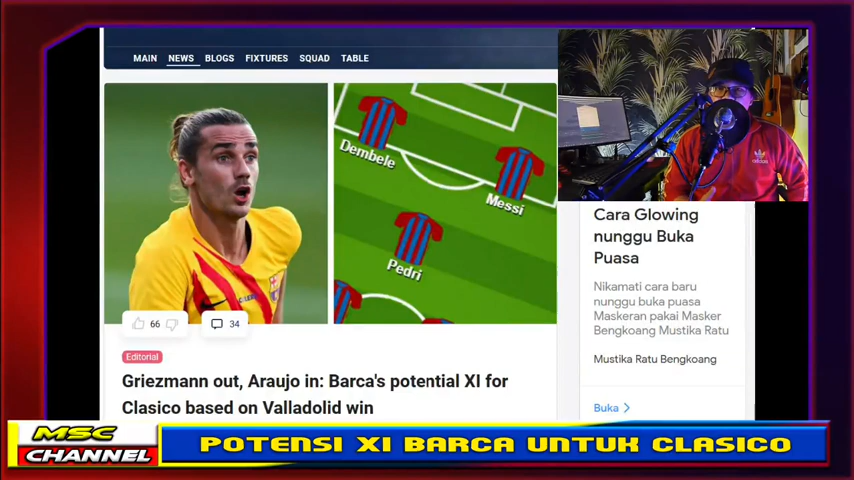 MAIN NEWS BLOGS FIXTURES SQUAD TABLE
Dembele
Messi
Pedri
66
34
Editorial
Griezmann out, Araujo in: Barca's potential XI for
Clasico based on Valladolid win
Cara Glowing
nunggu Buka
Puasa
Nikamati cara baru
nunggu buka puasa
Maskeran pakai Masker
Bengkoang Mustika Ratu
Mustika Ratu Bengkoang
Buka
MSC
CHANNEL
POTENSI XI BARCA UNTUK CLASICO